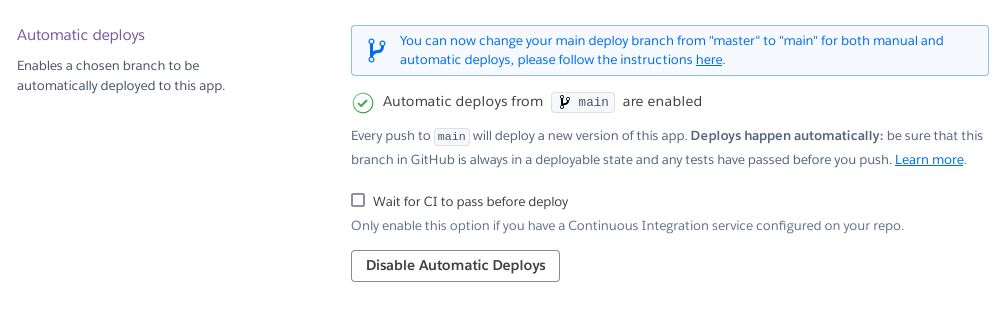 Automatic deploys
Enables a chosen branch to be
automatically deployed to this app.
You can now change your main deploy branch from "master" to "main" for both manual and
automatic deploys, please follow the instructions here.
Automatic deploys from main are enabled
Every push to main will deploy a new version of this app. Deploys happen automatically: be sure that this
branch in GitHub is always in a deployable state and any tests have passed before you push. Learn more.
Wait for CI to pass before deploy
Only enable this option if you have a Continuous Integration service configured on your repo.
Disable Automatic Deploys